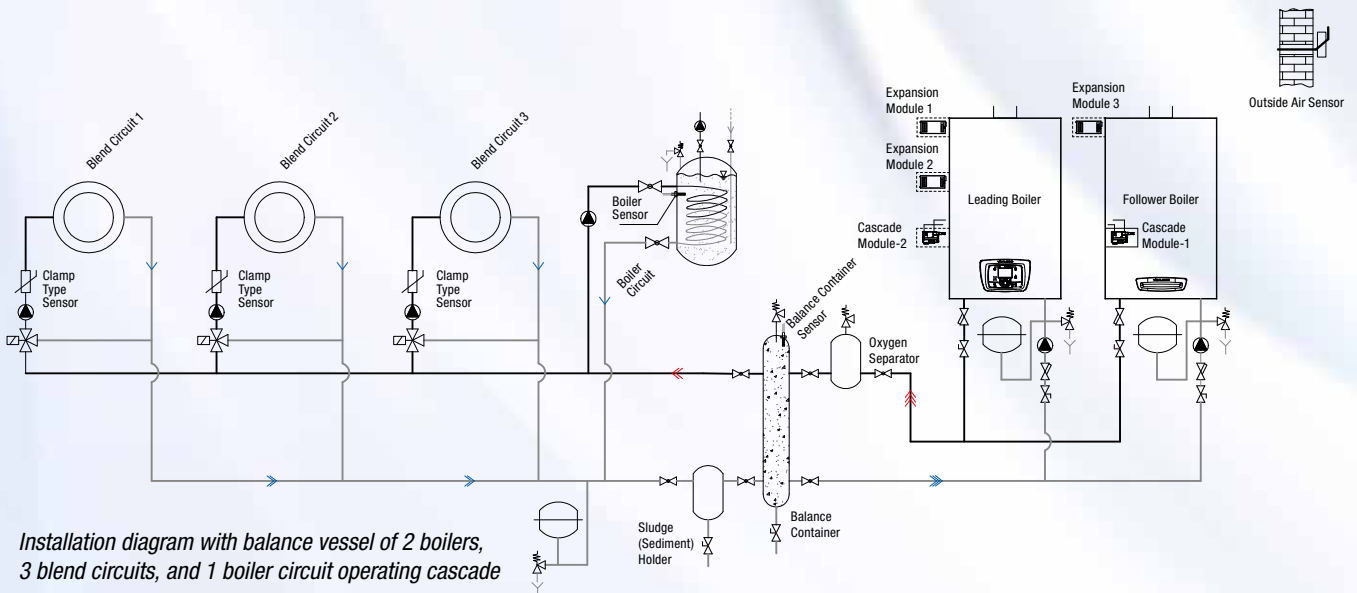 Outside Air Sensor
Blend Circuit 1
Blend Circuit 2
Blend Circuit 3
Expansion
Module 1
Expansion
Module 2
Cascade
Module-2
Leading Boiler
Expansion
Module 3
Follower Boiler
Cascade
Module-1
Boiler
Sensor
Boiler
Circuit
Clamp
Type
Sensor
Clamp
Type
Sensor
Clamp
Type
Sensor
Balance Container
Sensor
Oxygen
Separator
Sludge
(Sediment)
Holder
Balance
Container
Installation diagram with balance vessel of 2 boilers,
3 blend circuits, and 1 boiler circuit operating cascade